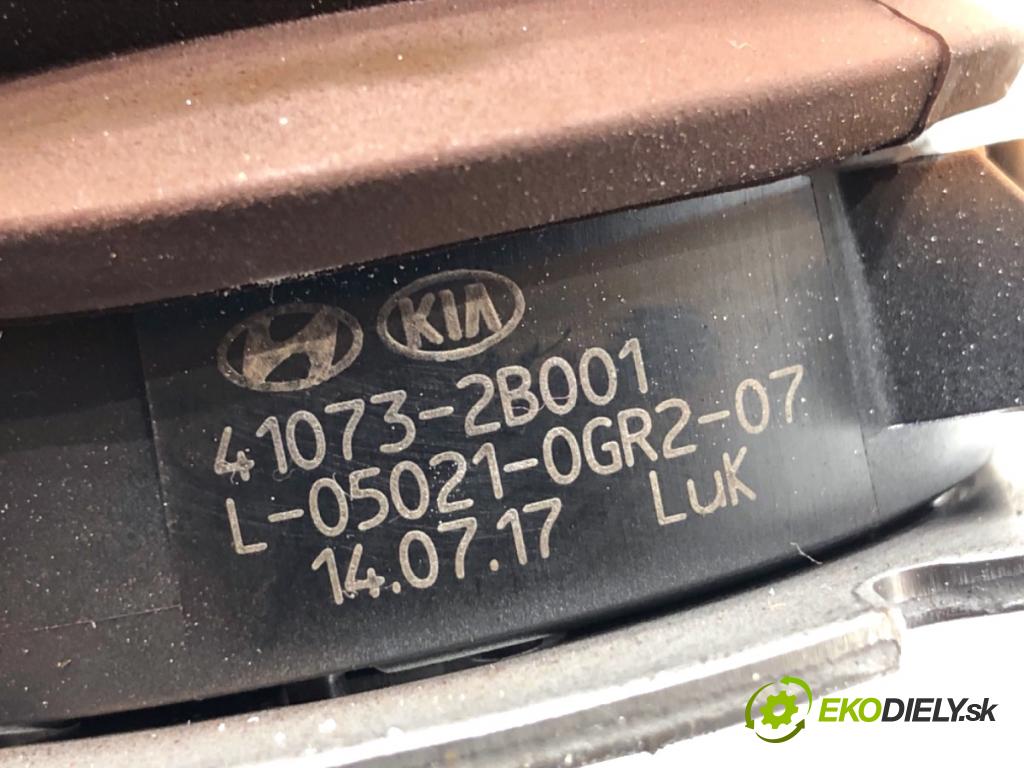 KIA
41073-2B001
L-05021-0GR2-07
14.07.17 LuK
EKODIELY.sk